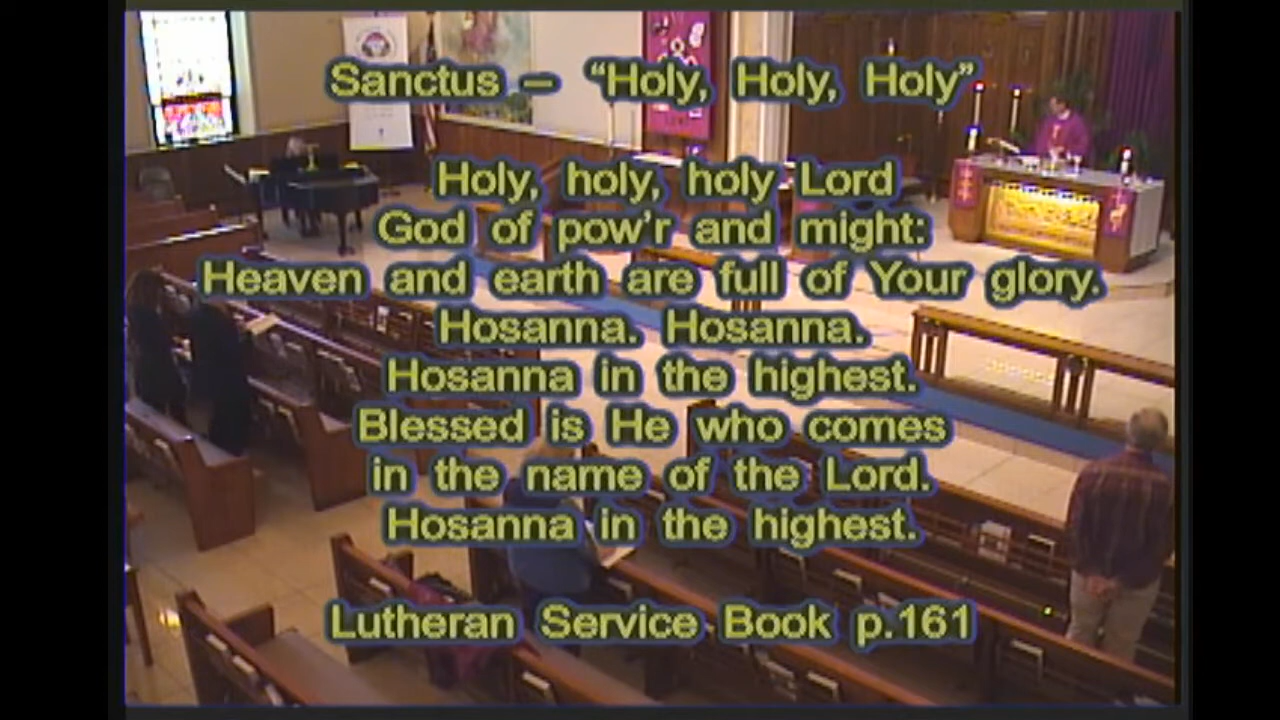 Sanctus – “Holy, Holy, Holy”
Holy, holy, holy Lord
God of pow’r and might:
Heaven and earth are full of Your glory.
Hosanna. Hosanna.
Hosanna in the highest.
Blessed is He who comes
in the name of the Lord.
Hosanna in the highest.
Lutheran Service Book p.161